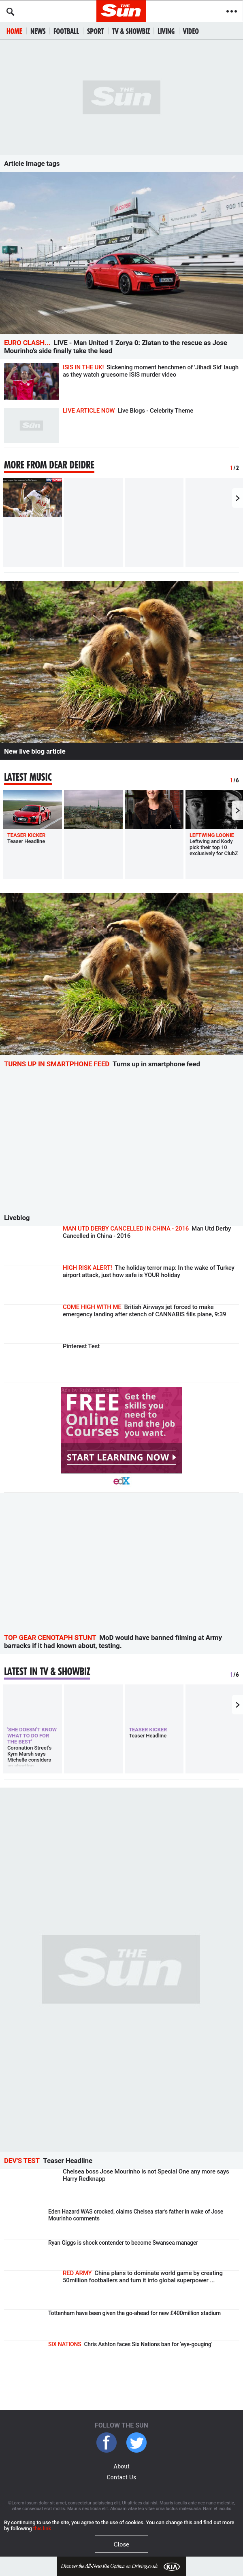 THE Sun
HOME NEWS FOOTBALL SPORT TV & SHOWBIZ LIVING VIDEO
THE Sun
Article Image tags
EURO CLASH... LIVE - Man United 1 Zorya 0: Zlatan to the rescue as Jose
Mourinho's side finally take the lead
ISIS IN THE UK! Sickening moment henchmen of 'Jihadi Sid' laugh
as they watch gruesome ISIS murder video
LIVE ARTICLE NOW Live Blogs - Celebrity Theme
MORE FROM DEAR DEIDRE
1/2
New live blog article
LATEST MUSIC
1/6
TEASER KICKER
Teaser Headline
LEFTWING LOONIE
Leftwing and Kody
pick their top 10
exclusively for ClubZ
TURNS UP IN SMARTPHONE FEED Turns up in smartphone feed
Liveblog
MAN UTD DERBY CANCELLED IN CHINA - 2016 Man Utd Derby
Cancelled in China - 2016
HIGH RISK ALERT! The holiday terror map: In the wake of Turkey
airport attack, just how safe is YOUR holiday
COME HIGH WITH ME British Airways jet forced to make
emergency landing after stench of CANNABIS fills plane, 9:39
Pinterest Test
FREE
Online
Courses
Get the
skills you
need to
land the job
you want.
START LEARNING NOW
edX
TOP GEAR CENOTAPH STUNT MoD would have banned filming at Army
barracks if it had known about, testing.
LATEST IN TV & SHOWBIZ
1/6
'SHE DOESN'T KNOW
WHAT TO DO FOR
THE BEST'
Coronation Street's
Kym Marsh says
Michelle considers
TEASER KICKER
Teaser Headline
THE Sun
DEV'S TEST Teaser Headline
Chelsea boss Jose Mourinho is not Special One any more says
Harry Redknapp
Eden Hazard WAS crocked, claims Chelsea star's father in wake of Jose
Mourinho comments
Ryan Giggs is shock contender to become Swansea manager
RED ARMY China plans to dominate world game by creating
50million footballers and turn it into global superpower ...
Tottenham have been given the go-ahead for new £400million stadium
SIX NATIONS Chris Ashton faces Six Nations ban for 'eye-gouging'
FOLLOW THE SUN
About
Contact Us
By continuing to use the site, you agree to the use of cookies. You can change this and find out more
by following this link
Close
Discover the All-New Kia Optima on Driving.co.uk
KIA